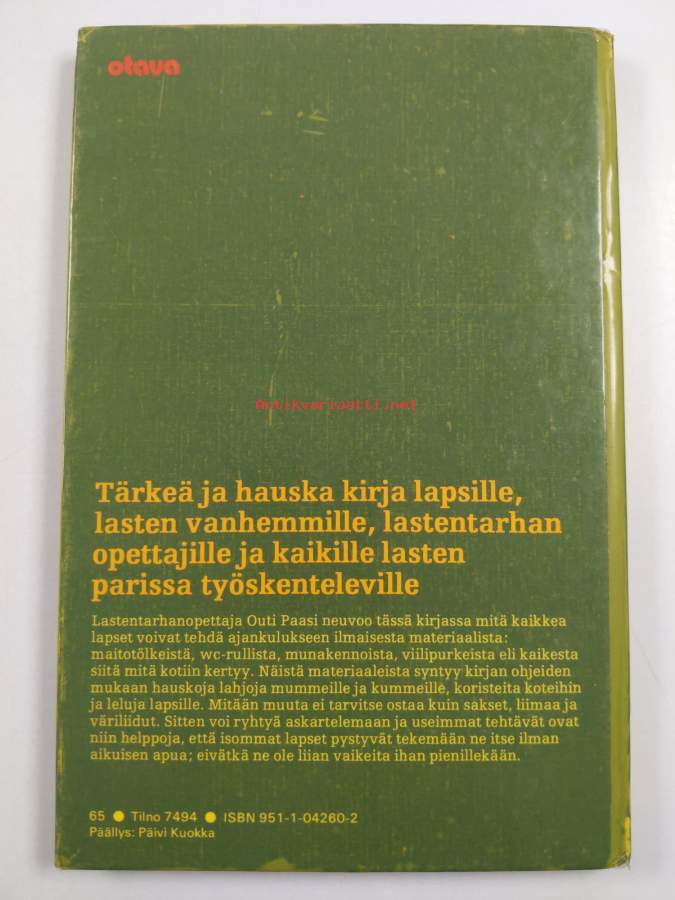 otava
Antikvariaatti.net
Tärkeä ja hauska kirja lapsille,
lasten vanhemmille, lastentarhan
opettajille ja kaikille lasten
parissa työskenteleville
Lastentarhanopettaja Outi Paasi neuvoo tässä kirjassa mitä kaikkea
lapset voivat tehdä ajankulukseen ilmaisesta materiaalista:
maitotölkeistä, wc-rullista, munakennoista, viilipurkeista eli kaikesta
siitä mitä kotiin kertyy. Näistä materiaaleista syntyy kirjan ohjeiden
mukaan hauskoja lahjoja mummeille ja kummeille, koristeita koteihin
ja leluja lapsille. Mitään muuta ei tarvitse ostaa kuin sakset, liimaa ja
väriliidut. Sitten voi ryhtyä askartelemaan ja useimmat tehtävät ovat
niin helppoja, että isommat lapset pystyvät tekemään ne itse ilman
aikuisen apua; eivätkä ne ole liian vaikeita ihan pienillekään.
65 ● Tilno 7494 ● ISBN 951-1-04260-2
Päällys: Päivi Kuokka